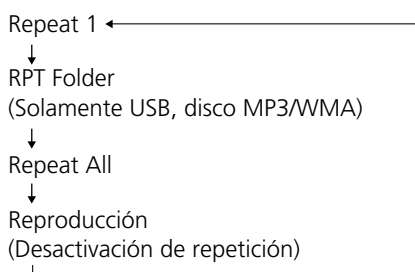 Repeat 1
RPT Folder
(Solamente USB, disco MP3/WMA)
Repeat All
Reproducción
(Desactivación de repetición)